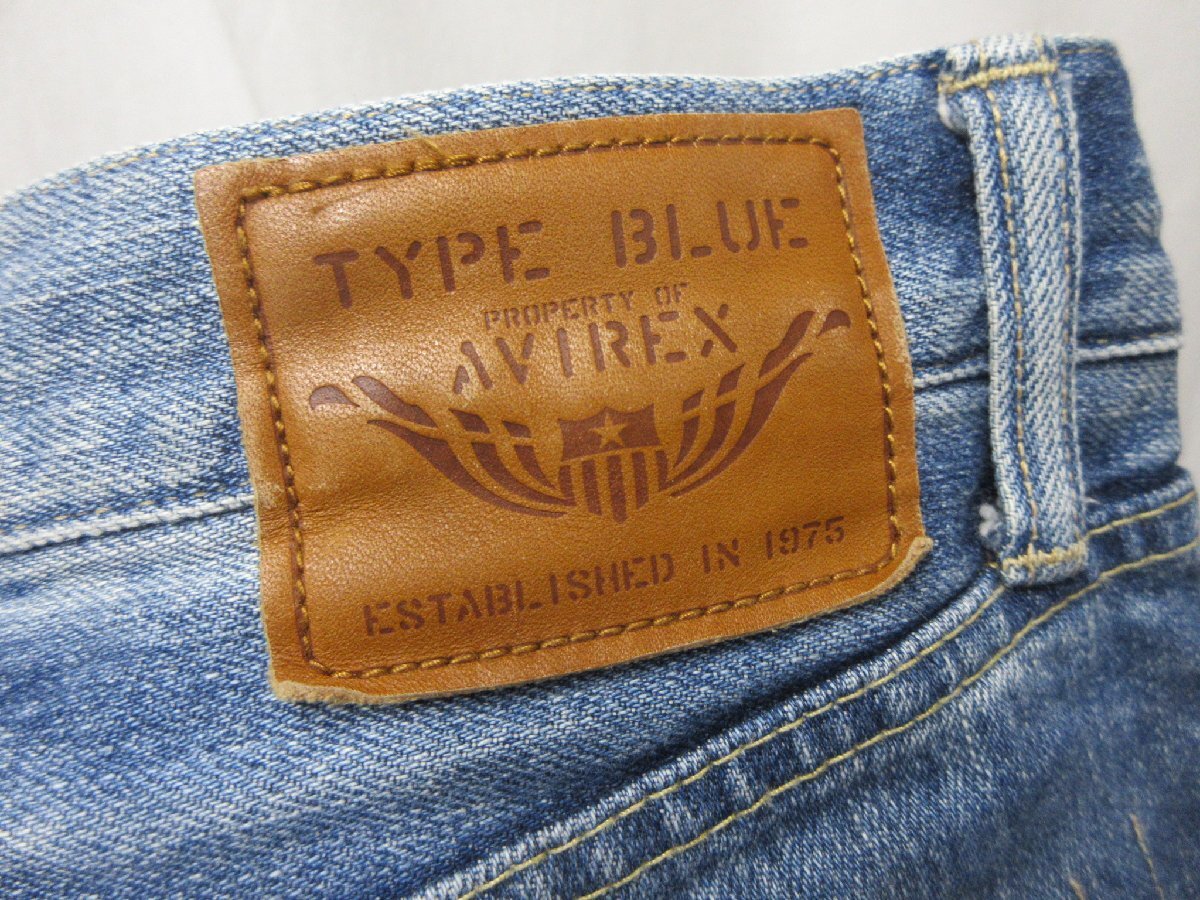 TYPE BLUE
PROPERTY OF
AVIREX
ESTABLISHED IN 1975